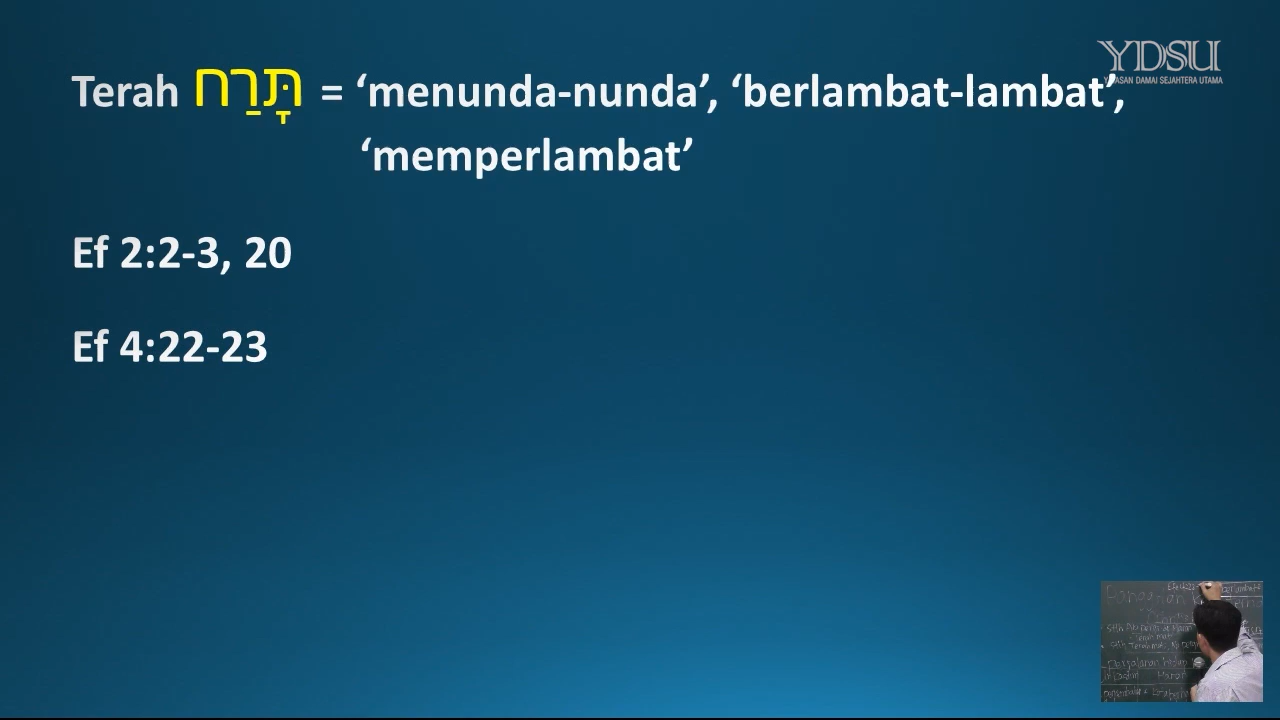 YDSU
YAYASAN DAMAI SEJAHTERA UTAMA
Terah תָּרַח = ‘menunda-nunda’, ‘berlambat-lambat’,
‘memperlambat’
Ef 2:2-3, 20
Ef 4:22-23